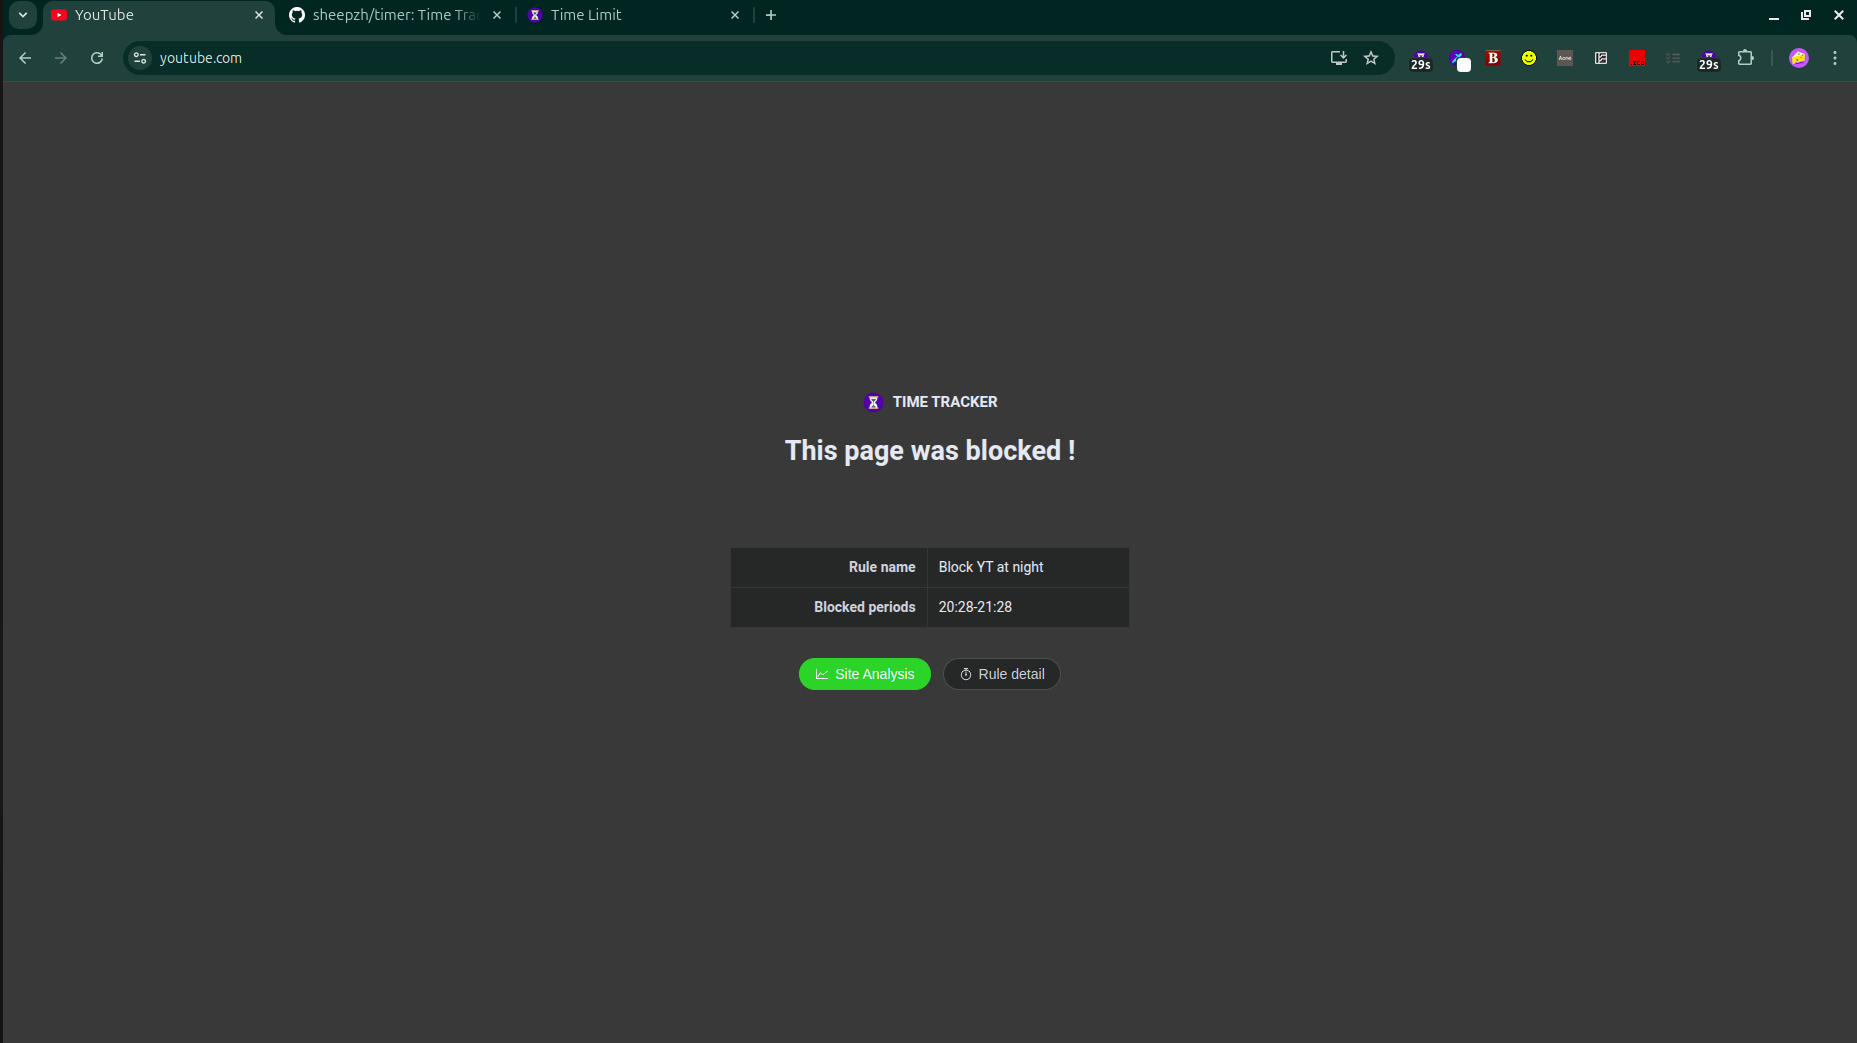 YouTube
sheepzh/timer: Time Tra
Time Limit
youtube.com
29s
B
29s
TIME TRACKER
This page was blocked !
Rule name Block YT at night
Blocked periods 20:28-21:28
Site Analysis Rule detail